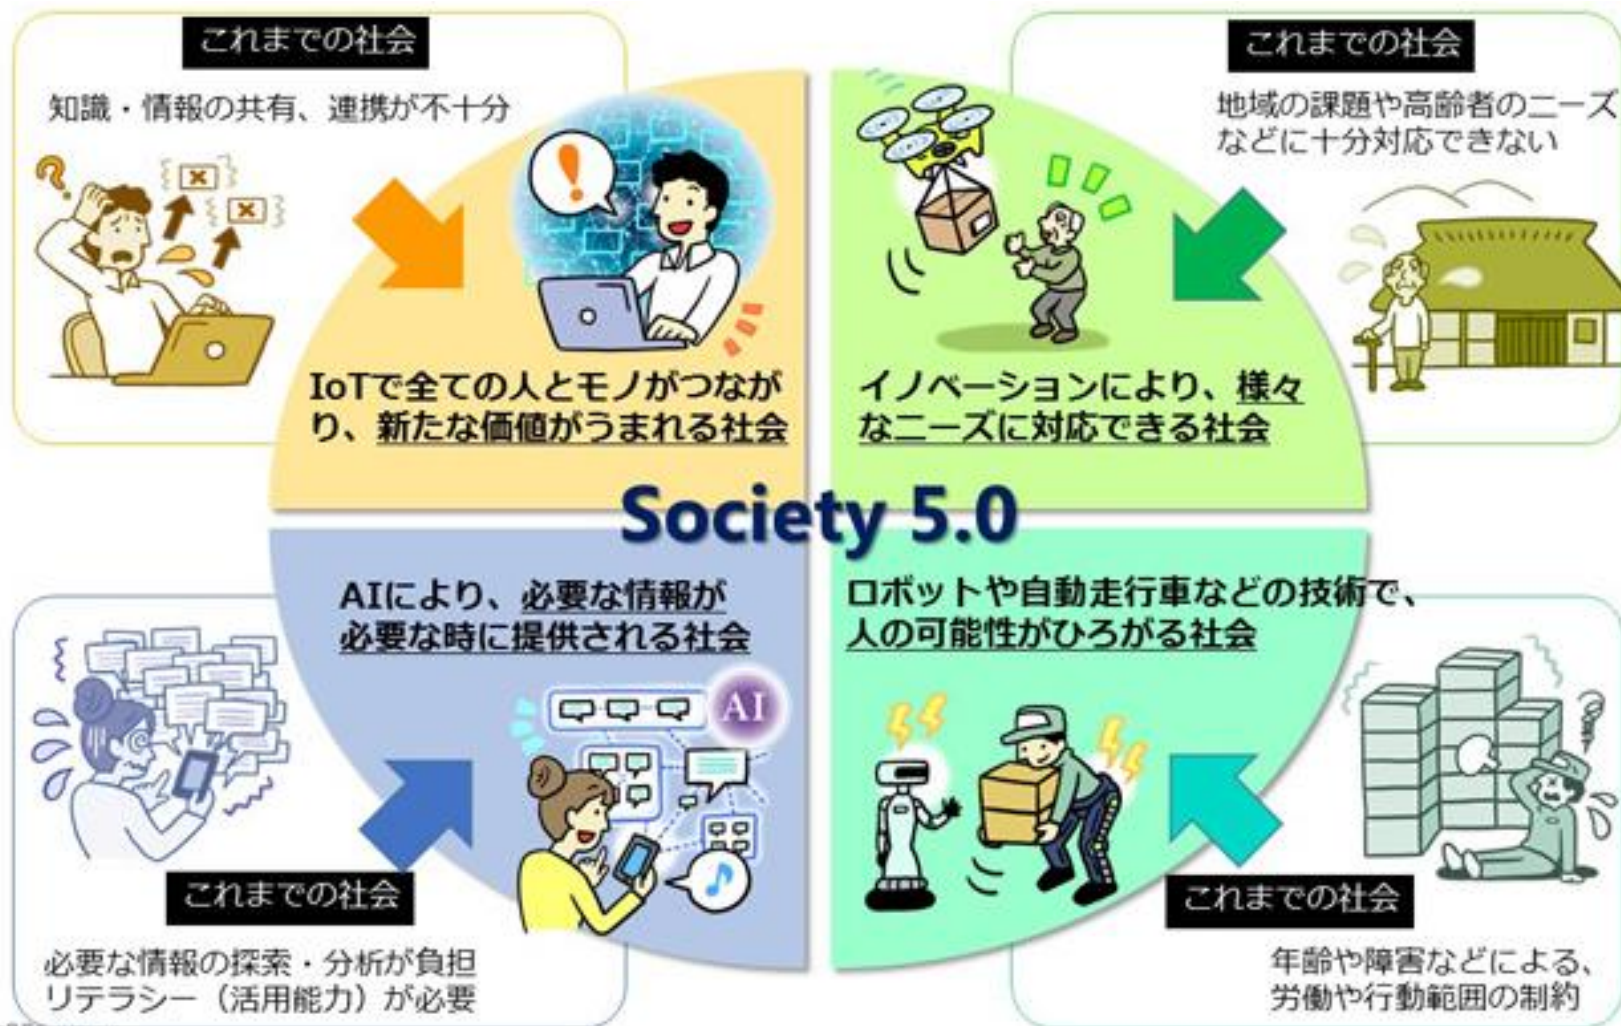 これまでの社会
知識・情報の共有、連携が不十分
IoTで全ての人とモノがつなが
り、新たな価値がうまれる社会
これまでの社会
地域の課題や高齢者のニーズ
などに十分対応できない
イノベーションにより、様々
なニーズに対応できる社会
Society 5.0
AIにより、必要な情報が
必要な時に提供される社会
AI
これまでの社会
必要な情報の探索・分析が負担
リテラシー（活用能力）が必要
ロボットや自動走行車などの技術で、
人の可能性がひろがる社会
これまでの社会
年齢や障害などによる、
労働や行動範囲の制約